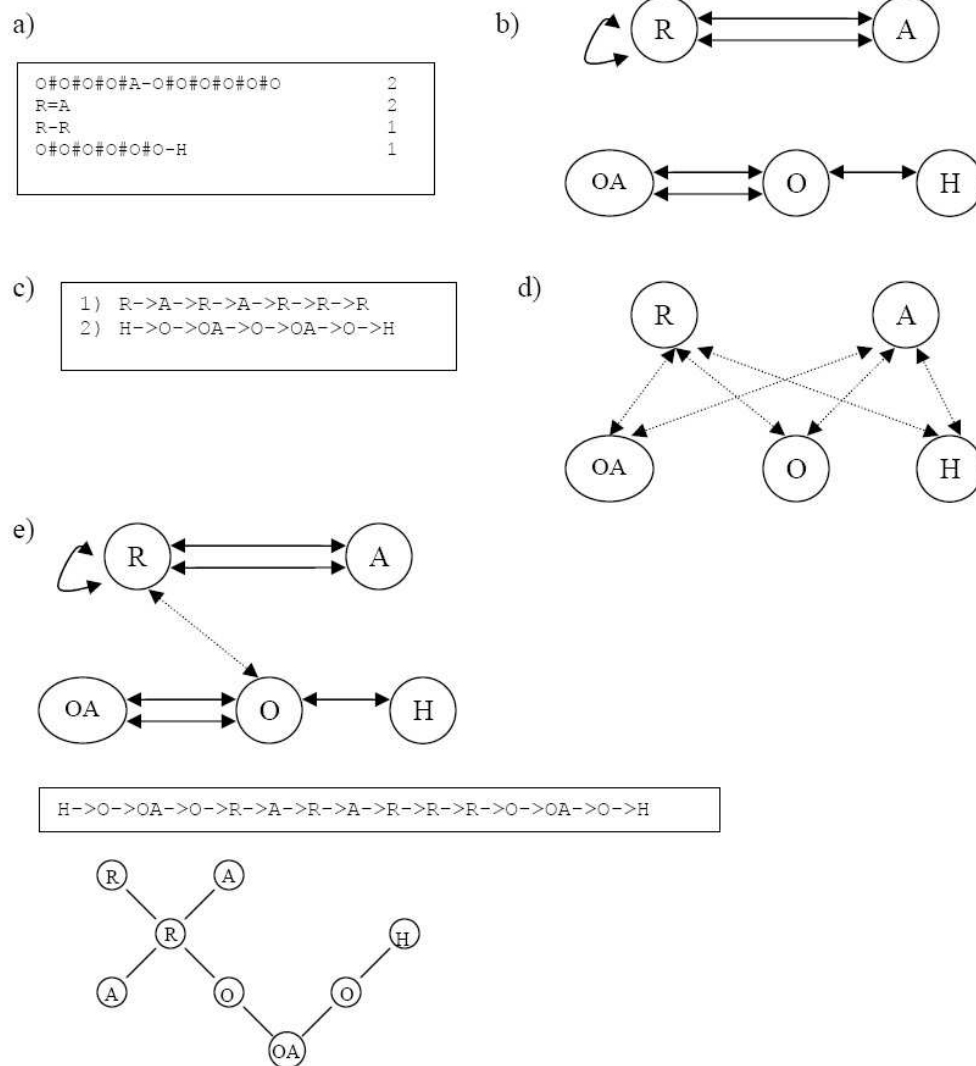 a)
O#O#O#O#A-O#O#O#O#O#O 2
R=A 2
R-R 1
O#O#O#O#O#O-H 1
b)
R A
OA O H
c)
1) R->A->R->A->R->R->R
2) H->O->OA->O->OA->O->H
d)
R A
OA O H
e)
R A
OA O H
H->O->OA->O->R->A->R->A->R->R->R->O->OA->O->H
R A
R H
A O O
OA